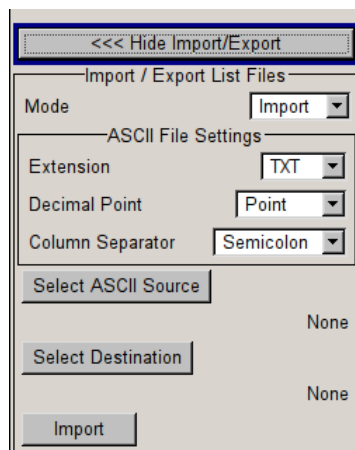 <<< Hide Import/Export
Import / Export List Files
Mode Import
ASCII File Settings
Extension TXT
Decimal Point Point
Column Separator Semicolon
Select ASCII Source
None
Select Destination
None
Import